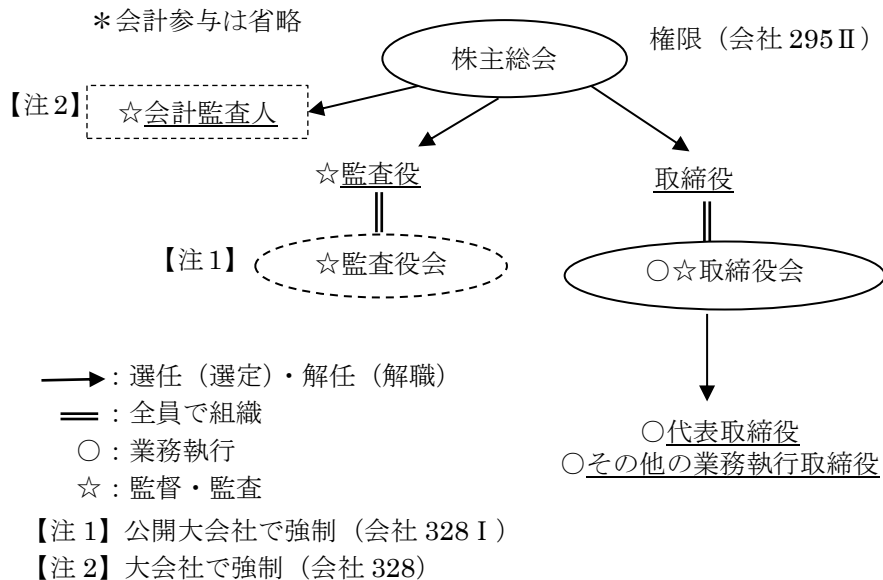 ＊会計参与は省略
株主総会
権限（会社 295Ⅱ）
【注 2】
☆会計監査人
☆監査役
取締役
【注 1】
☆監査役会
○☆取締役会
：選任（選定）・解任（解職）
：全員で組織
○：業務執行
☆：監督・監査
○代表取締役
○その他の業務執行取締役
【注 1】公開大会社で強制（会社 328Ⅰ）
【注 2】大会社で強制（会社 328）